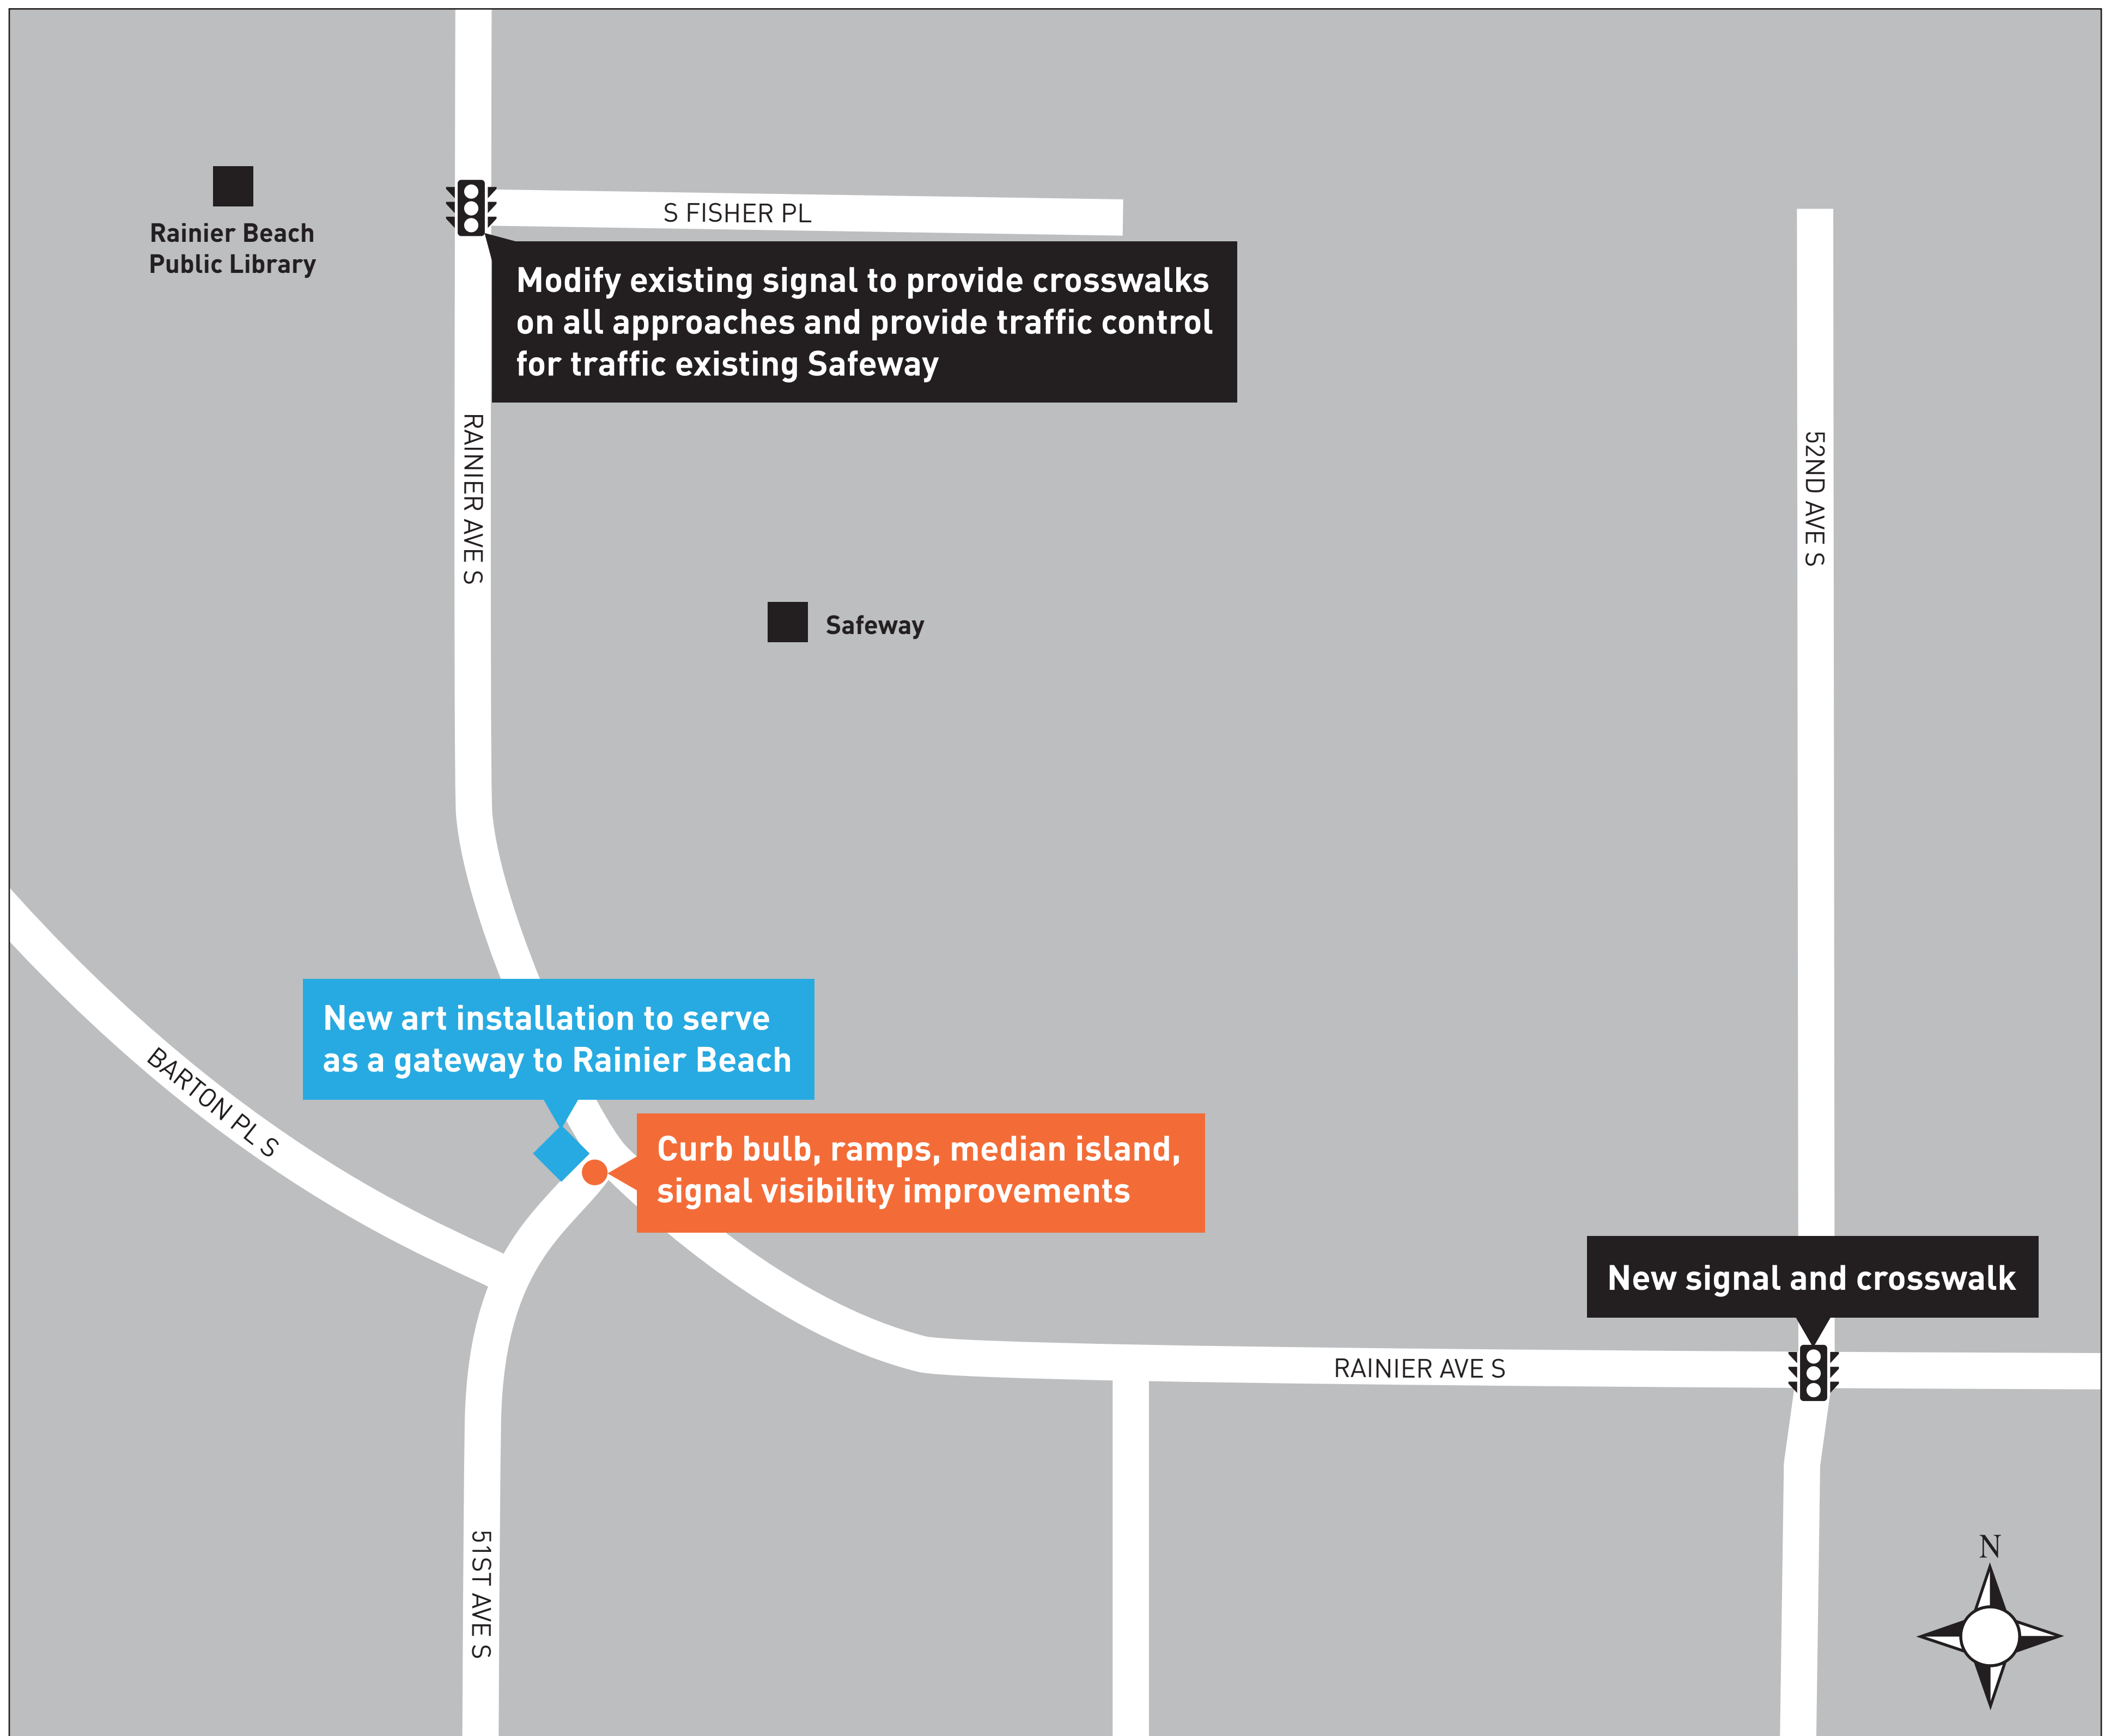 S FISHER PL
Rainier Beach
Public Library
Modify existing signal to provide crosswalks
on all approaches and provide traffic control
for traffic existing Safeway
RAINIER AVE S
52ND AVE S
Safeway
New art installation to serve
as a gateway to Rainier Beach
BARTON PL S
Curb bulb, ramps, median island,
signal visibility improvements
New signal and crosswalk
RAINIER AVE S
51ST AVE S
N